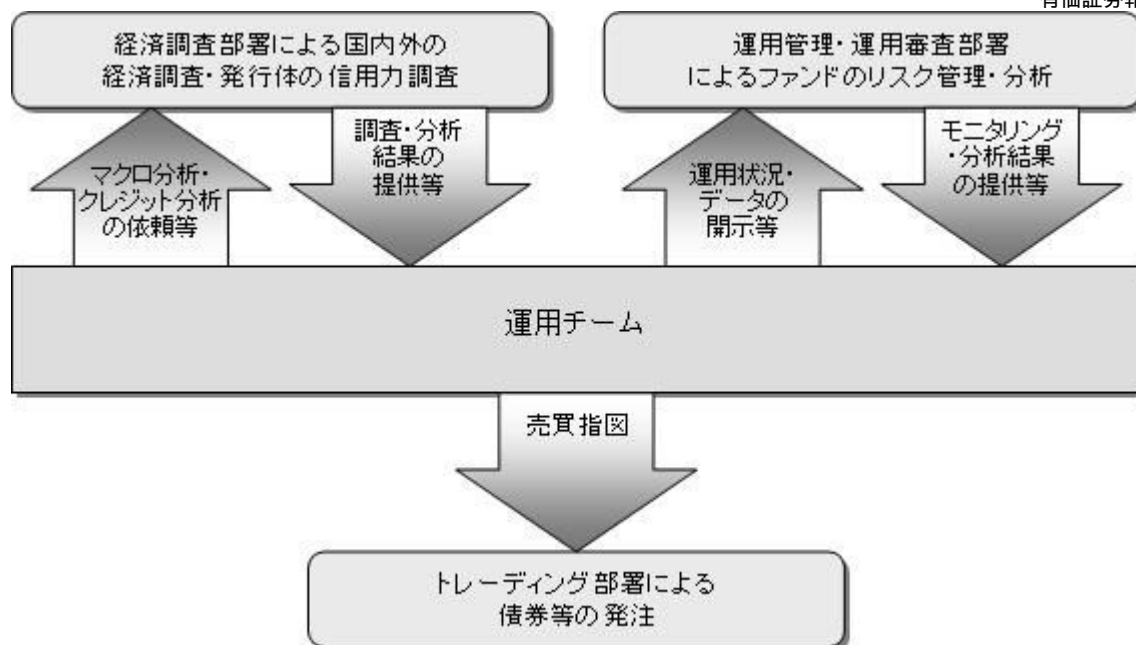 経済調査部署による国内外の
経済調査・発行体の信用力調査
運用管理・運用審査部署
によるファンドのリスク管理・分析
マクロ分析・
クレジット分析
の依頼等
調査・分析
結果の
提供等
運用状況・
データの
開示等
モニタリング
・分析結果
の提供等
運用チーム
売買指図
トレーディング部署による
債券等の発注